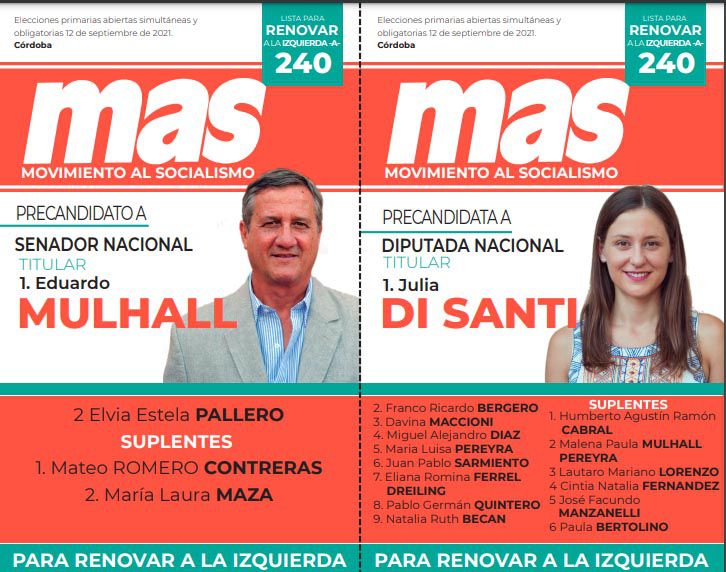 Elecciones primarias abiertas simultáneas y
obligatorias 12 de septiembre de 2021.
Córdoba
LISTA PARA
RENOVAR
A LA IZQUIERDA -A-
240
mas
MOVIMIENTO AL SOCIALISMO
PRECANDIDATO A
SENADOR NACIONAL
TITULAR
1. Eduardo
MULHALL
2 Elvia Estela PALLERO
SUPLENTES
1. Mateo ROMERO CONTRERAS
2. María Laura MAZA
PARA RENOVAR A LA IZQUIERDA
Elecciones primarias abiertas simultáneas y
obligatorias 12 de septiembre de 2021.
Córdoba
LISTA PARA
RENOVAR
A LA IZQUIERDA -A-
240
mas
MOVIMIENTO AL SOCIALISMO
PRECANDIDATA A
DIPUTADA NACIONAL
TITULAR
1. Julia
DI SANTI
2. Franco Ricardo BERGERO
3. Davina MACCIONI
4. Miguel Alejandro DIAZ
5. Maria Luisa PEREYRA
6. Juan Pablo SARMIENTO
7. Eliana Romina FERREL
DREILING
8. Pablo Germán QUINTERO
9. Natalia Ruth BECAN
SUPLENTES
1. Humberto Agustín Ramón
CABRAL
2 Malena Paula MULHALL
PEREYRA
3 Lautaro Mariano LORENZO
4 Cintia Natalia FERNANDEZ
5 José Facundo
MANZANELLI
6 Paula BERTOLINO
PARA RENOVAR A LA IZQUIERDA